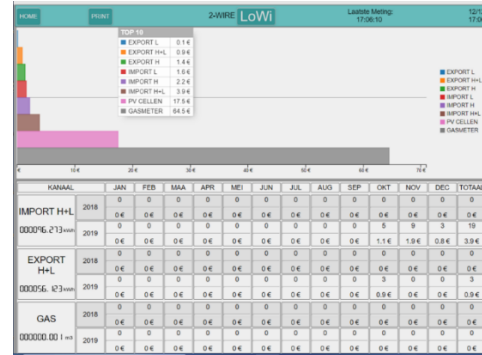 HOME PRINT 2-WIRE LoWi Laatste Meting: 12/1
17:06:10 17:0
TOP 10
EXPORT L 0.1 €
EXPORT H+L 0.9 €
EXPORT H 1.4 €
IMPORT L 1.6 €
IMPORT H 2.2 €
IMPORT H+L 3.9 €
PV CELLEN 17.5 €
GASMETER 64.5 €
EXPORT L
EXPORT H+L
EXPORT H
IMPORT L
IMPORT H
IMPORT H+L
PV CELLEN
GASMETER
€ 10 € 20 € 30 € 40 € 50 € 60 € 70 €
KANAAL JAN FEB MAA APR MEI JUN JUL AUG SEP OKT NOV DEC TOTAAL
IMPORT H+L
000096.273 kWh
2018 0 0 0 0 0 0 0 0 0 0 0 0 0
0 € 0 € 0 € 0 € 0 € 0 € 0 € 0 € 0 € 0 € 0 € 0 € 0 €
2019 0 0 0 0 0 0 0 0 0 5 9 3 19
0 € 0 € 0 € 0 € 0 € 0 € 0 € 0 € 0 € 1.1 € 1.9 € 0.8 € 3.9 €
EXPORT
H+L
000056.123 kWh
2018 0 0 0 0 0 0 0 0 0 0 0 0 0
0 € 0 € 0 € 0 € 0 € 0 € 0 € 0 € 0 € 0 € 0 € 0 € 0 €
2019 0 0 0 0 0 0 0 0 0 3 0 0 3
0 € 0 € 0 € 0 € 0 € 0 € 0 € 0 € 0 € 0 € 0 € 0.9 €
GAS
000000.001 m3
2018 0 0 0 0 0 0 0 0 0 0 0 0 0
0 € 0 € 0 € 0 € 0 € 0 € 0 € 0 € 0 € 0 € 0 € 0 € 0 €
2019 0 0 0 0 0 0 0 0 0 0 0 0 0
0 € 0 € 0 € 0 € 0 € 0 € 0 € 0 € 0 € 0 € 0 € 0 € 0 €